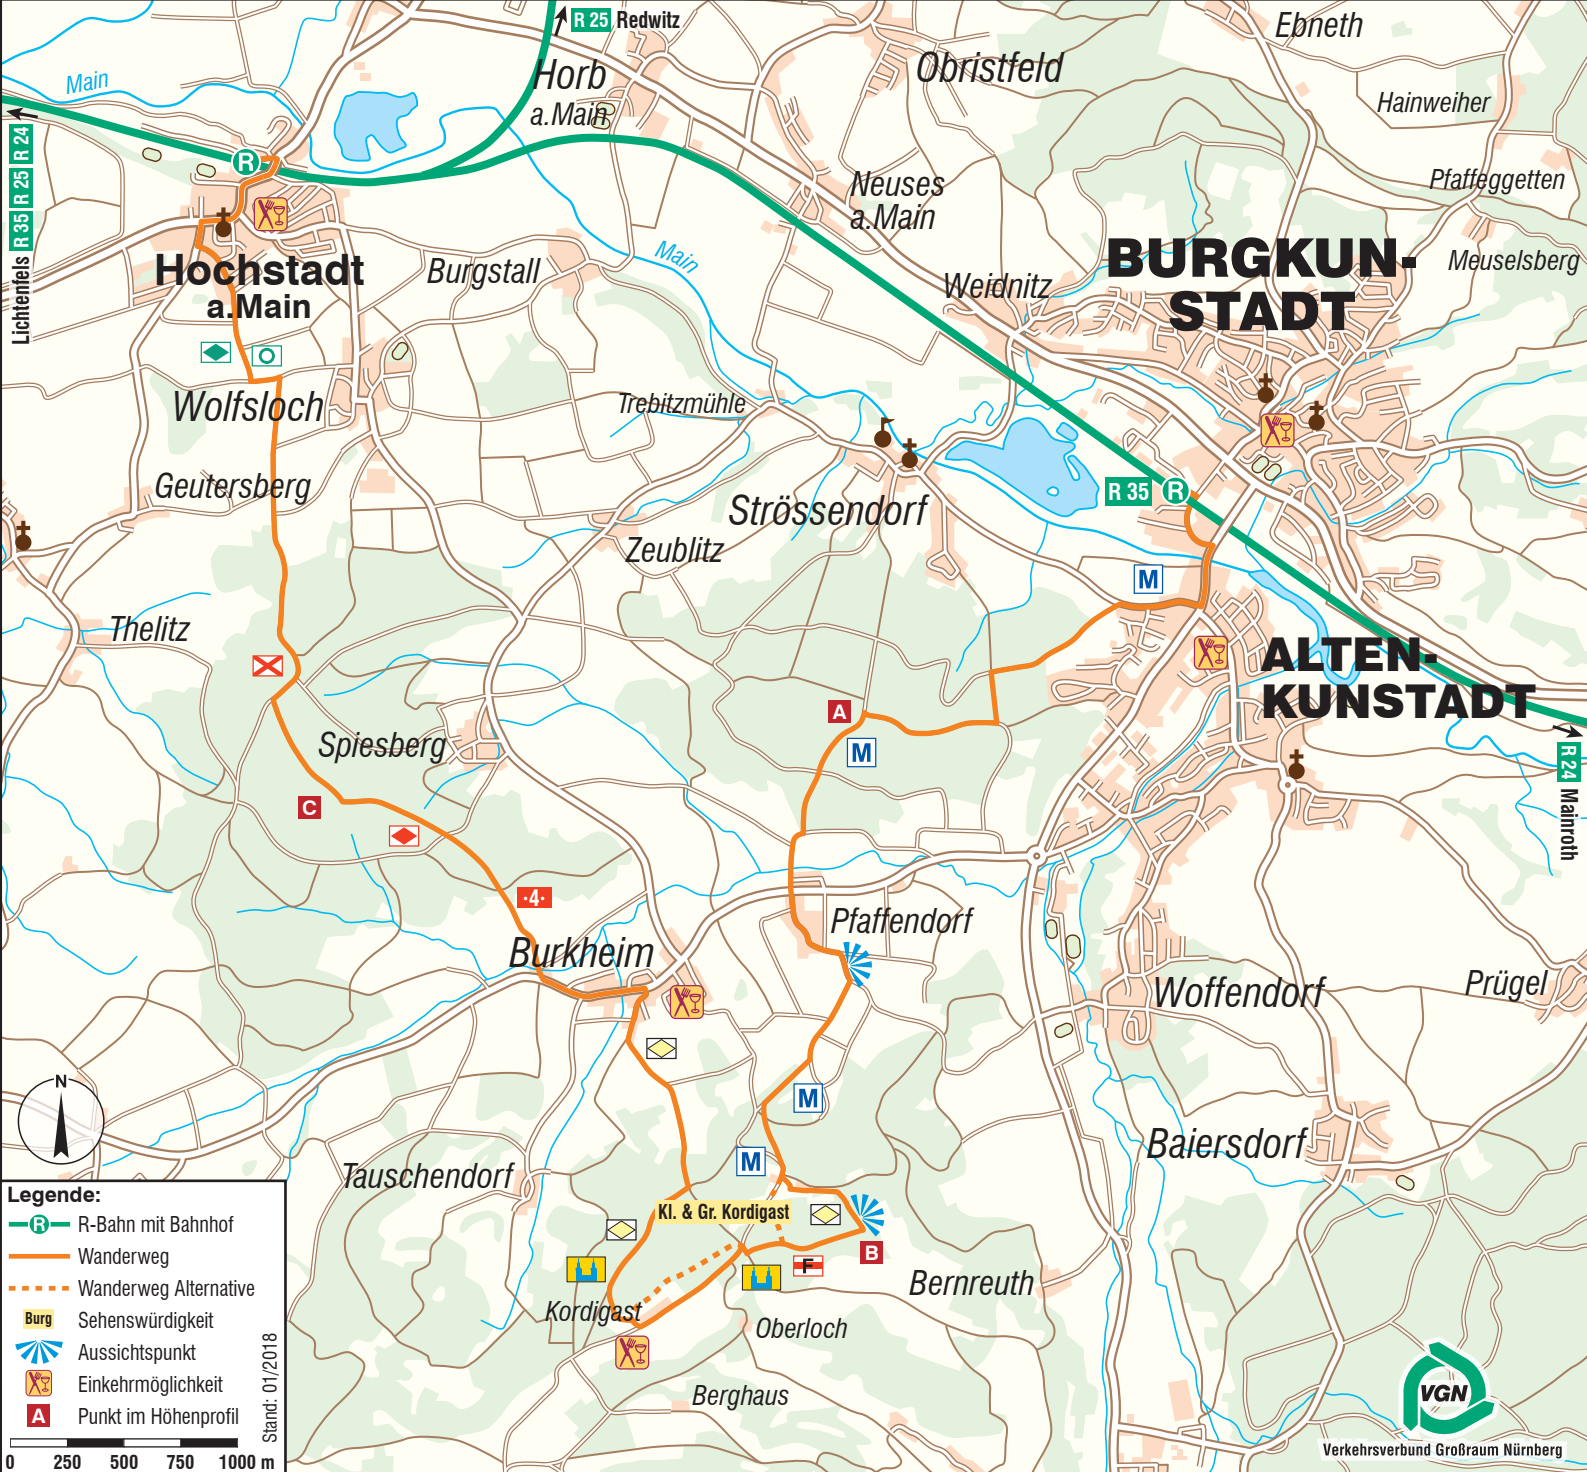 R 25 Redwitz
Ebneth
Main
Horb
a.Main
Obristfeld
Hainweiher
R 24
R 25
R 35
Lichtenfels
R
Neuses
a.Main
Pfaffeggetten
Main
BURGKUN-
STADT
Meuselsberg
Hochstadt
a.Main
Burgstall
Weidnitz
Wolfsloch
Trebitzmühle
Geutersberg
Strössendorf
R 35 R
Zeublitz
M
Thelitz
ALTEN-
KUNSTADT
A
M
Spiesberg
R 24 Mainroth
C
·4·
Burkheim
Pfaffendorf
Woffendorf
Prügel
N
M
M
Baiersdorf
Tauschendorf
Kl. & Gr. Kordigast
B
F
Bernreuth
Kordigast
Oberloch
Berghaus
Legende:
R R-Bahn mit Bahnhof
Wanderweg
Wanderweg Alternative
Burg Sehenswürdigkeit
Aussichtspunkt
Einkehrmöglichkeit
A Punkt im Höhenprofil
Stand: 01/2018
0 250 500 750 1000 m
VGN
Verkehrsverbund Großraum Nürnberg